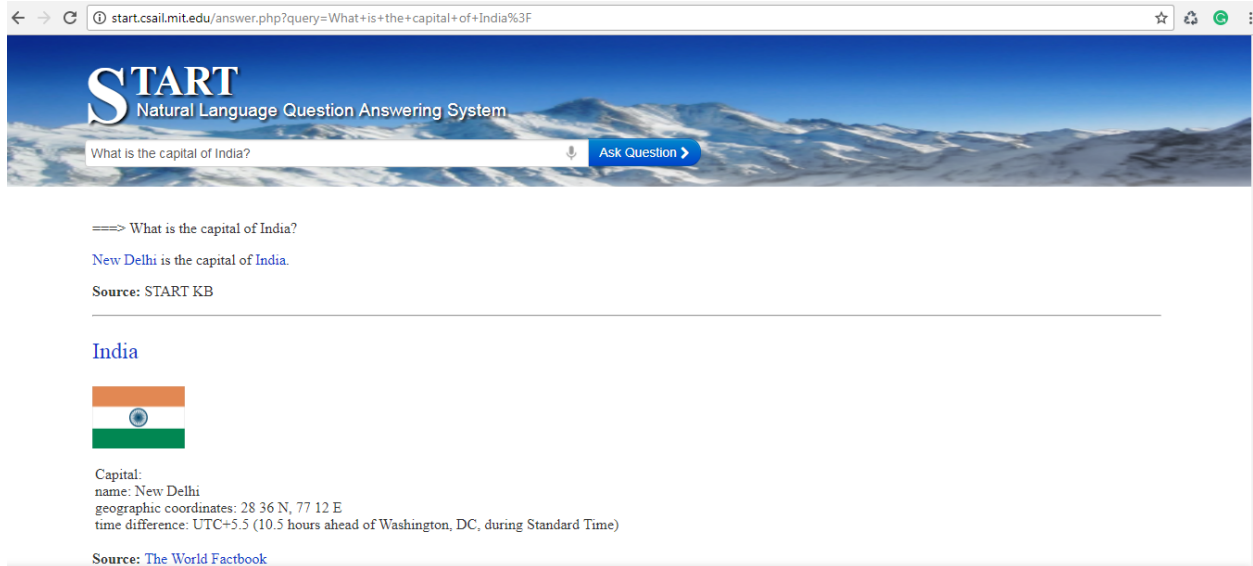 start.csail.mit.edu/answer.php?query=What+is+the+capital+of+India%3F
START
Natural Language Question Answering System
What is the capital of India?
Ask Question
===> What is the capital of India?
New Delhi is the capital of India.
Source: START KB
India
Capital:
name: New Delhi
geographic coordinates: 28 36 N, 77 12 E
time difference: UTC+5.5 (10.5 hours ahead of Washington, DC, during Standard Time)
Source: The World Factbook